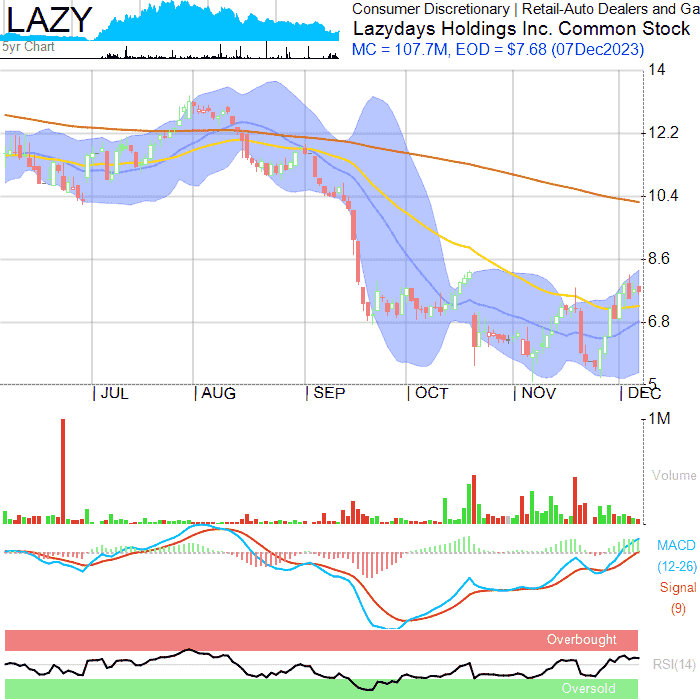 LAZY
5yr Chart
Consumer Discretionary | Retail-Auto Dealers and Ga
Lazydays Holdings Inc. Common Stock
MC = 107.7M, EOD = $7.68 (07Dec2023)
14
12.2
10.4
8.6
6.8
5
JUL AUG SEP OCT NOV DEC
1M
Volume
MACD
(12-26)
Signal
(9)
Overbought
RSI(14)
Oversold